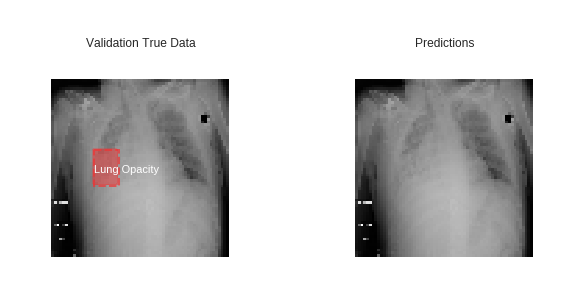 Validation True Data
Predictions
Lung Opacity